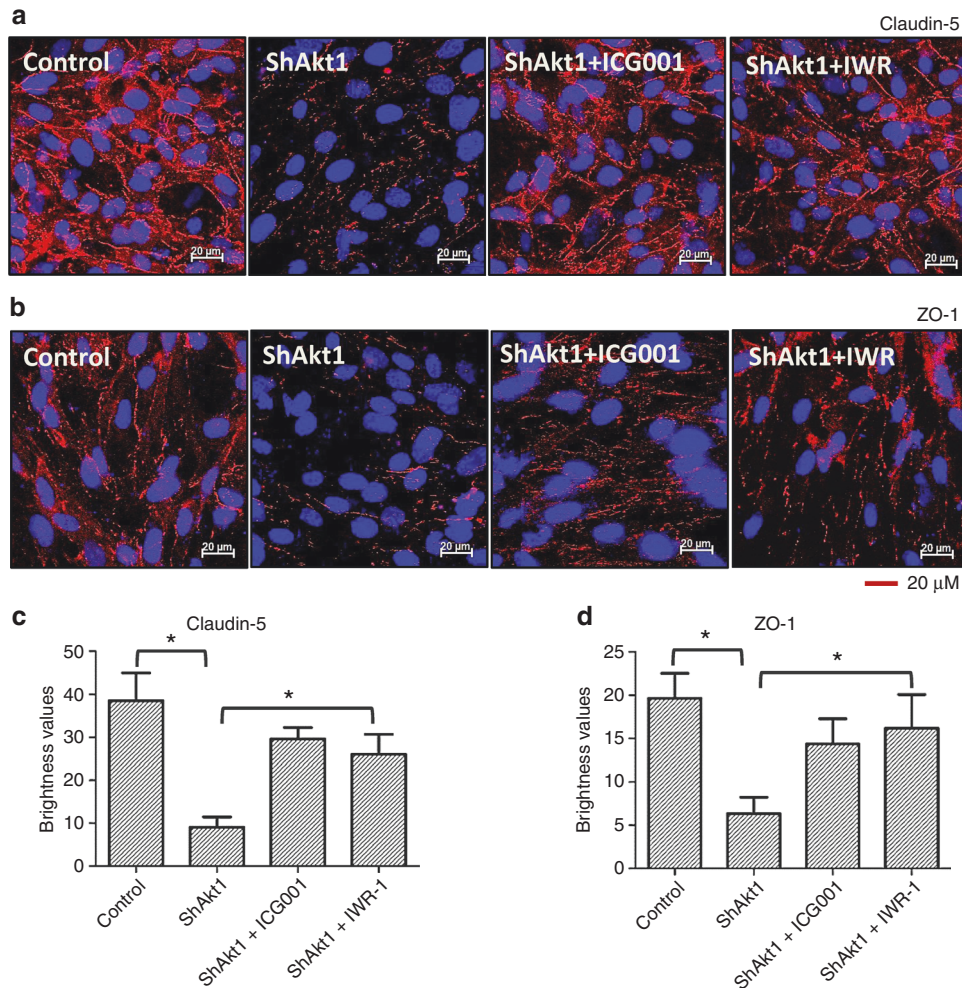 a
Claudin-5
Control
ShAkt1
ShAkt1+ICG001
ShAkt1+IWR
20 µm
20 µm
20 µm
20 µm
b
ZO-1
Control
ShAkt1
ShAkt1+ICG001
ShAkt1+IWR
20 µm
20 µm
20 µm
20 µm
20 µM
c
Claudin-5
*
*
Brightness values
50
40
30
20
10
0
Control
ShAkt1
ShAkt1 + ICG001
ShAkt1 + IWR-1
d
ZO-1
*
*
Brightness values
25
20
15
10
5
0
Control
ShAkt1
ShAkt1 + ICG001
ShAkt1 + IWR-1